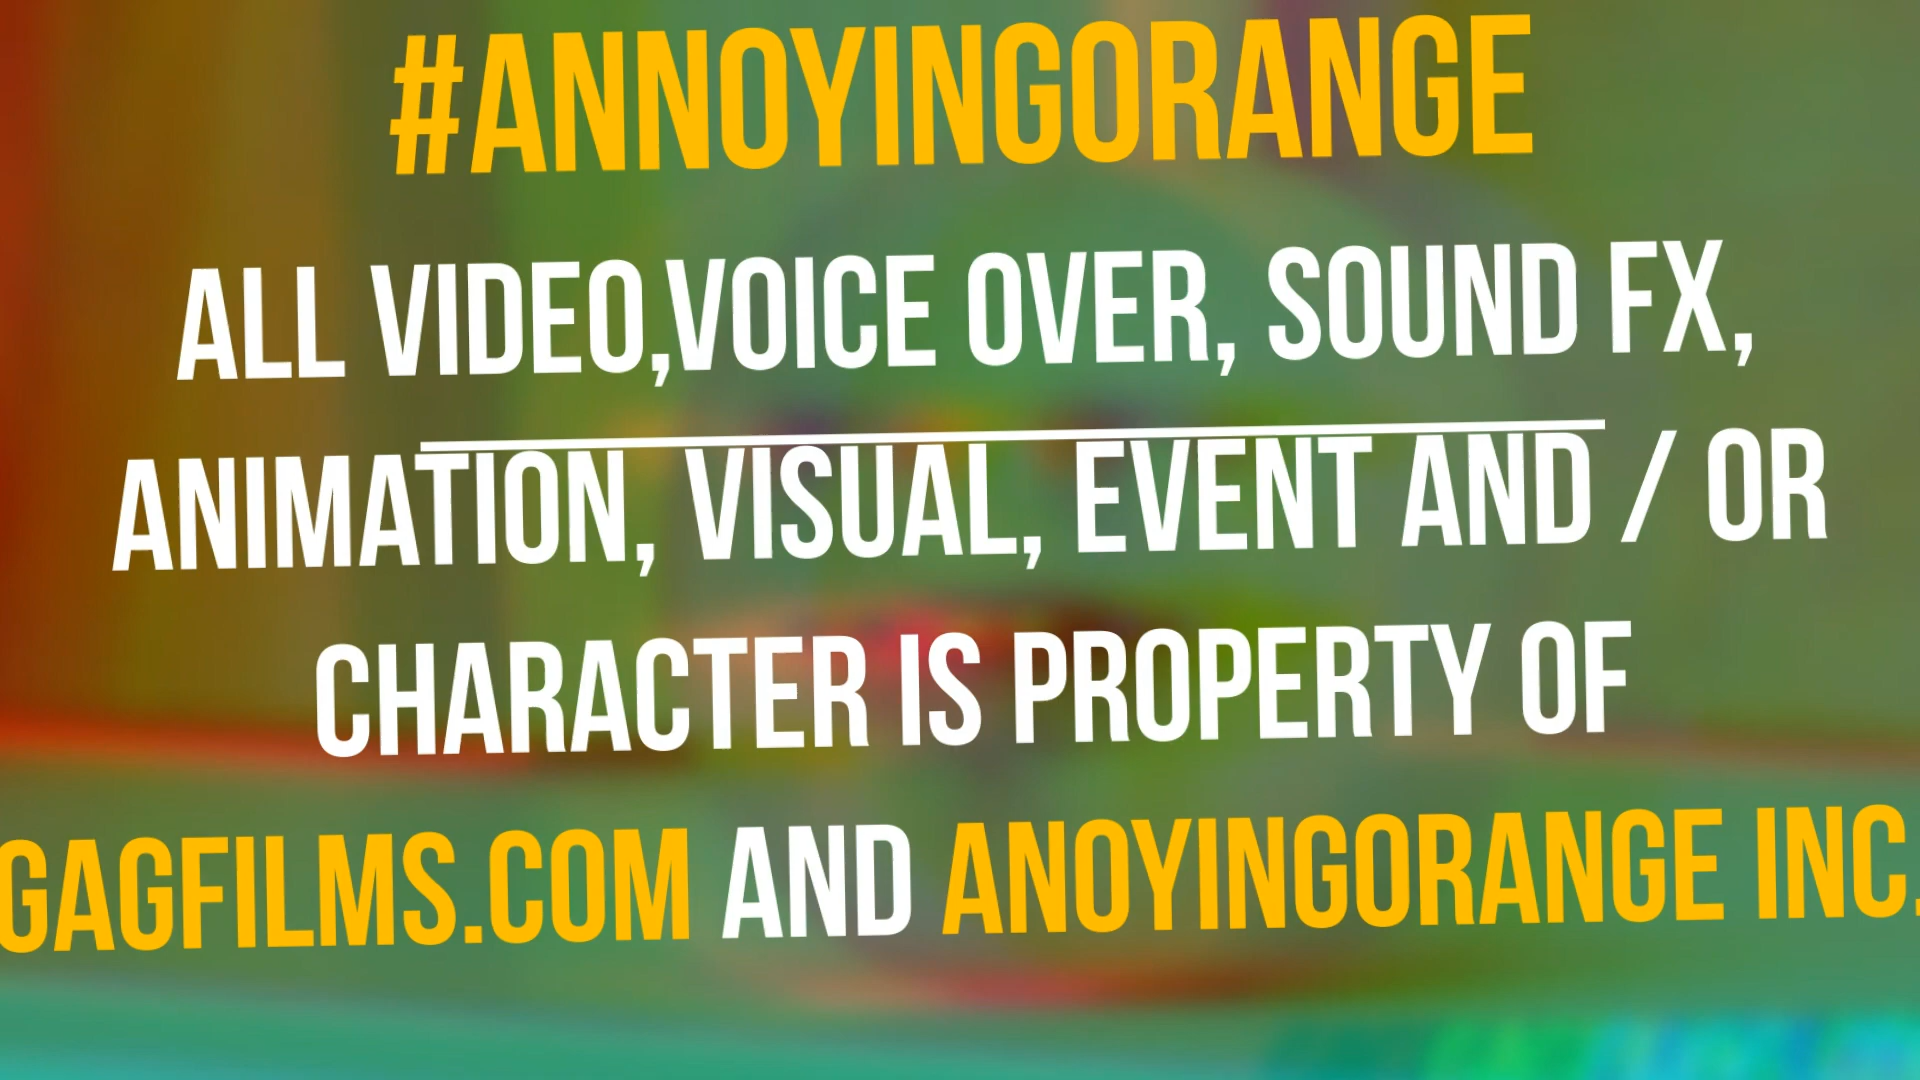 #ANNOYINGORANGE
ALL VIDEO,VOICE OVER, SOUND FX,
ANIMATION, VISUAL, EVENT AND / OR
CHARACTER IS PROPERTY OF
GAGFILMS.COM AND ANOYINGORANGE INC.